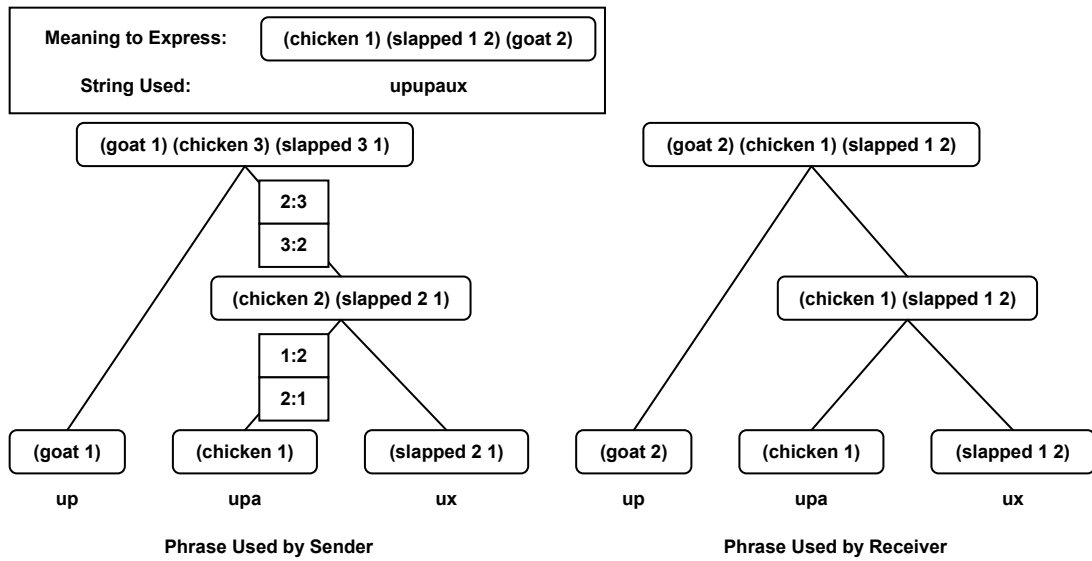 Meaning to Express: (chicken 1) (slapped 1 2) (goat 2)
String Used: upupaux
(goat 1) (chicken 3) (slapped 3 1)
2:3
3:2
(chicken 2) (slapped 2 1)
1:2
2:1
(goat 1) (chicken 1) (slapped 2 1)
up upa ux
Phrase Used by Sender
(goat 2) (chicken 1) (slapped 1 2)
(chicken 1) (slapped 1 2)
(goat 2) (chicken 1) (slapped 1 2)
up upa ux
Phrase Used by Receiver